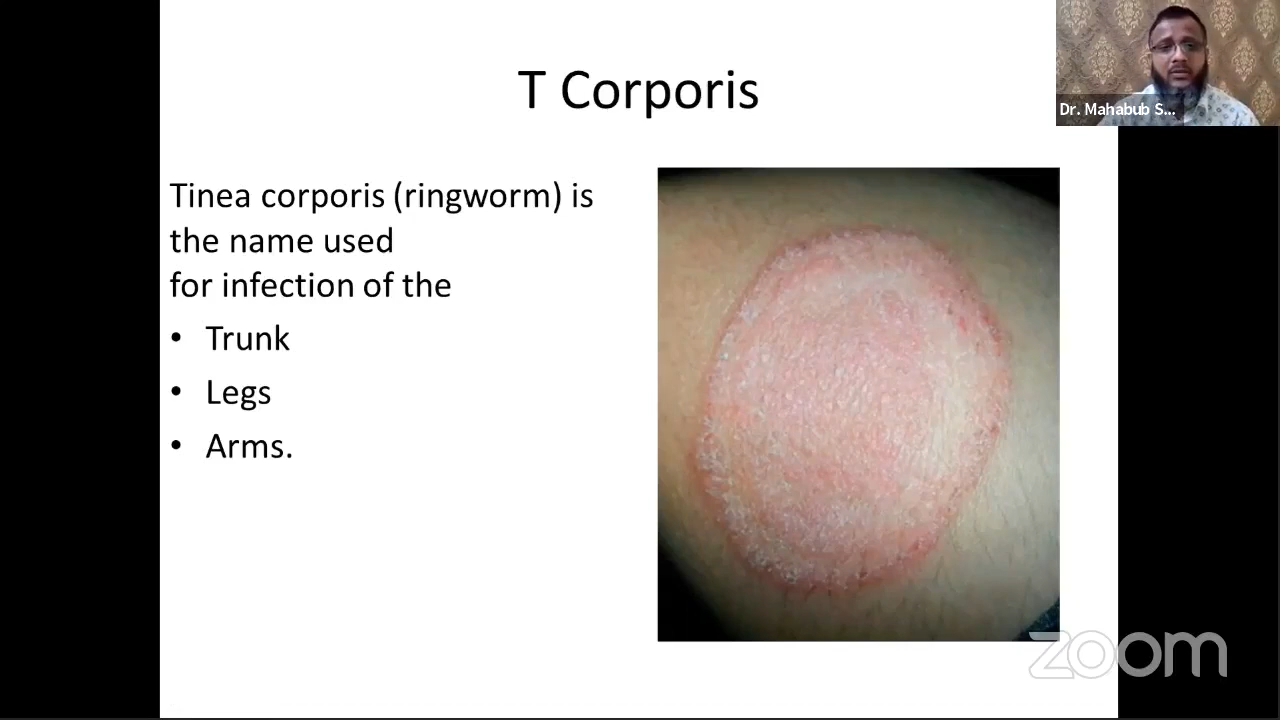 T Corporis
Dr. Mahabub S...
Tinea corporis (ringworm) is
the name used
for infection of the
• Trunk
• Legs
• Arms.
zoom